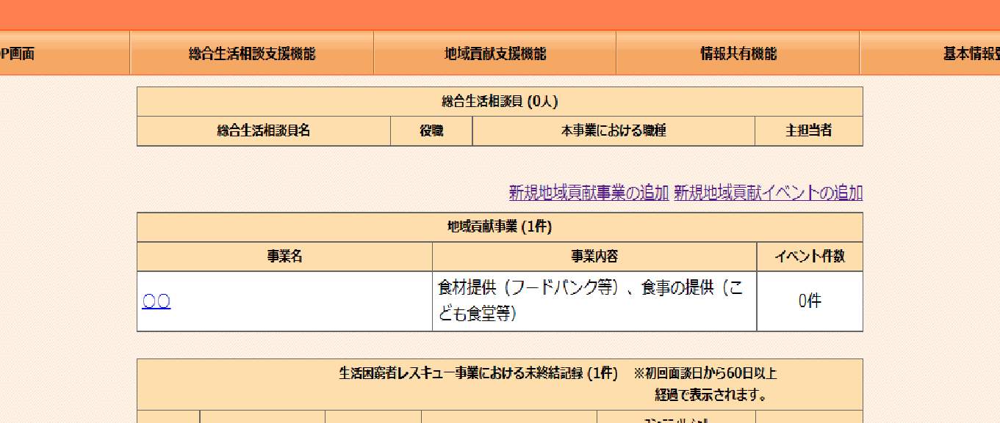 P画面 総合生活相談支援機能 地域貢献支援機能 情報共有機能 基本情報
総合生活相談員 (0人)
総合生活相談員名 役職 本事業における職種 主担当者
新規地域貢献事業の追加 新規地域貢献イベントの追加
地域貢献事業 (1件)
事業名 事業内容 イベント件数
〇〇 食材提供（フードバンク等）、食事の提供（こ
ども食堂等） 0件
生活困窮者レスキュー事業における未終結記録 (1件) ※初回面談日から60日以上
経過で表示されます。